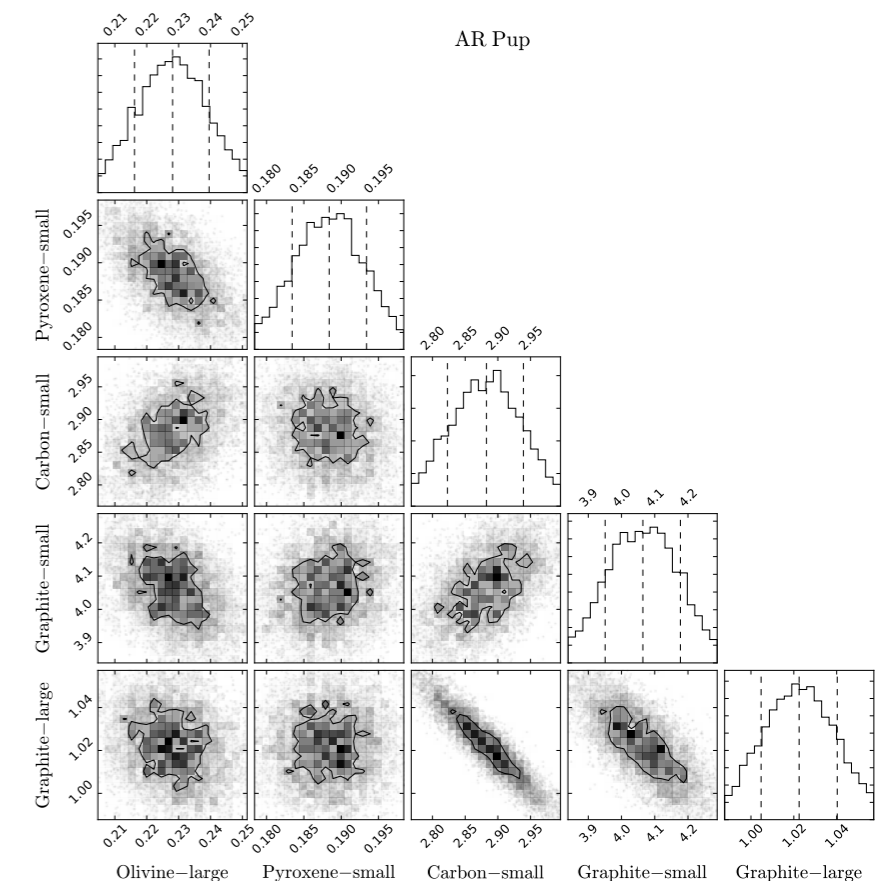 0.21 0.22 0.23 0.24 0.25
AR Pup
0.180 0.185 0.190 0.195
Pyroxene−small
0.195
0.190
0.185
0.180
2.80 2.85 2.90 2.95
Carbon−small
2.95
2.90
2.85
2.80
3.9 4.0 4.1 4.2
Graphite−small
4.2
4.1
4.0
3.9
Graphite−large
1.04
1.02
1.00
0.21 0.22 0.23 0.24 0.25 0.180 0.185 0.190 0.195 2.80 2.85 2.90 2.95 3.9 4.0 4.1 4.2 1.00 1.02 1.04
Olivine−large Pyroxene−small Carbon−small Graphite−small Graphite−large